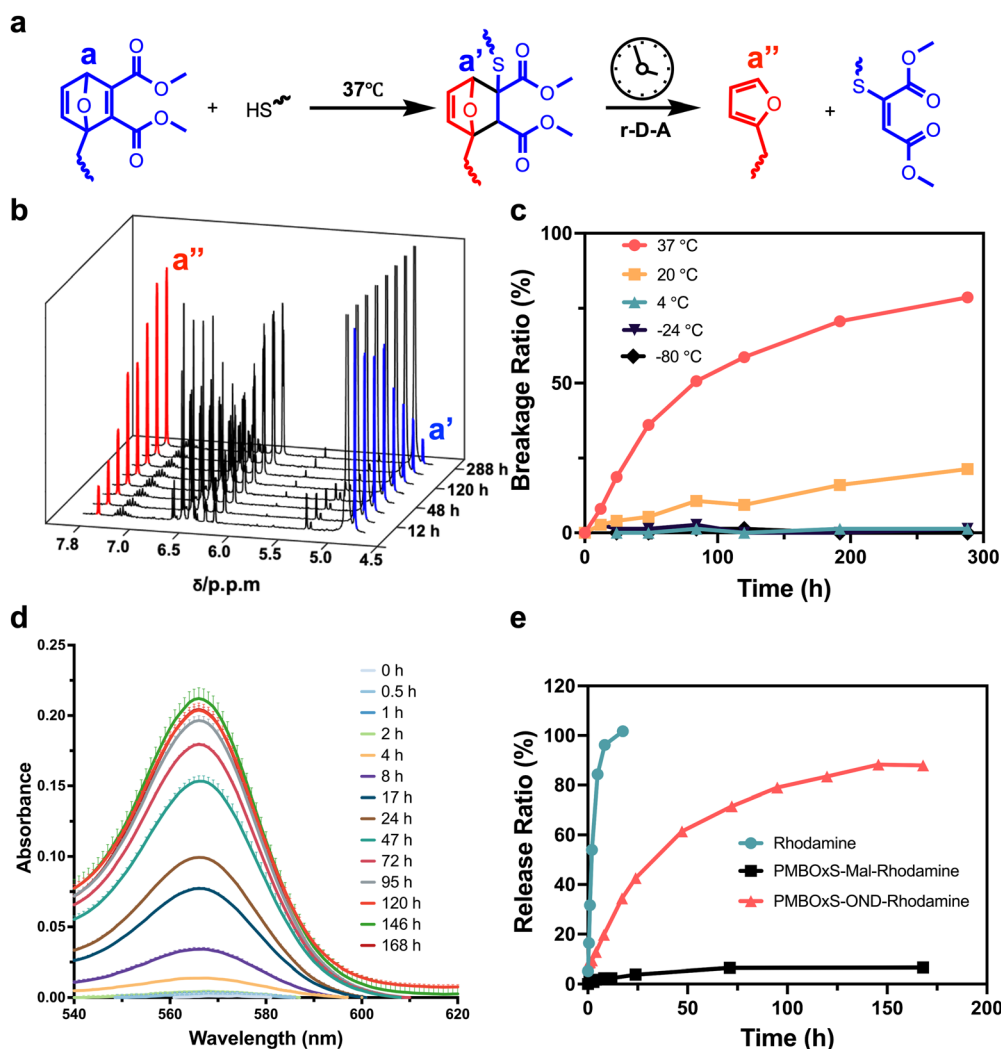 a
a
O
O
O
O
O
+
HS
37℃
a'
S
O
O
O
O
O
r-D-A
a''
O
+
S
O
O
O
O
b
a''
a'
288 h
120 h
48 h
12 h
7.8
7.0
6.5
6.0
5.5
5.0
4.5
δ/p.p.m
c
Breakage Ratio (%)
100
50
0
37 °C
20 °C
4 °C
-24 °C
-80 °C
0
100
200
300
Time (h)
d
Absorbance
0.25
0.20
0.15
0.10
0.05
0.00
0 h
0.5 h
1 h
2 h
4 h
8 h
17 h
24 h
47 h
72 h
95 h
120 h
146 h
168 h
540
560
580
600
620
Wavelength (nm)
e
Release Ratio (%)
120
100
80
60
40
20
0
Rhodamine
PMBOxS-Mal-Rhodamine
PMBOxS-OND-Rhodamine
0
50
100
150
200
Time (h)